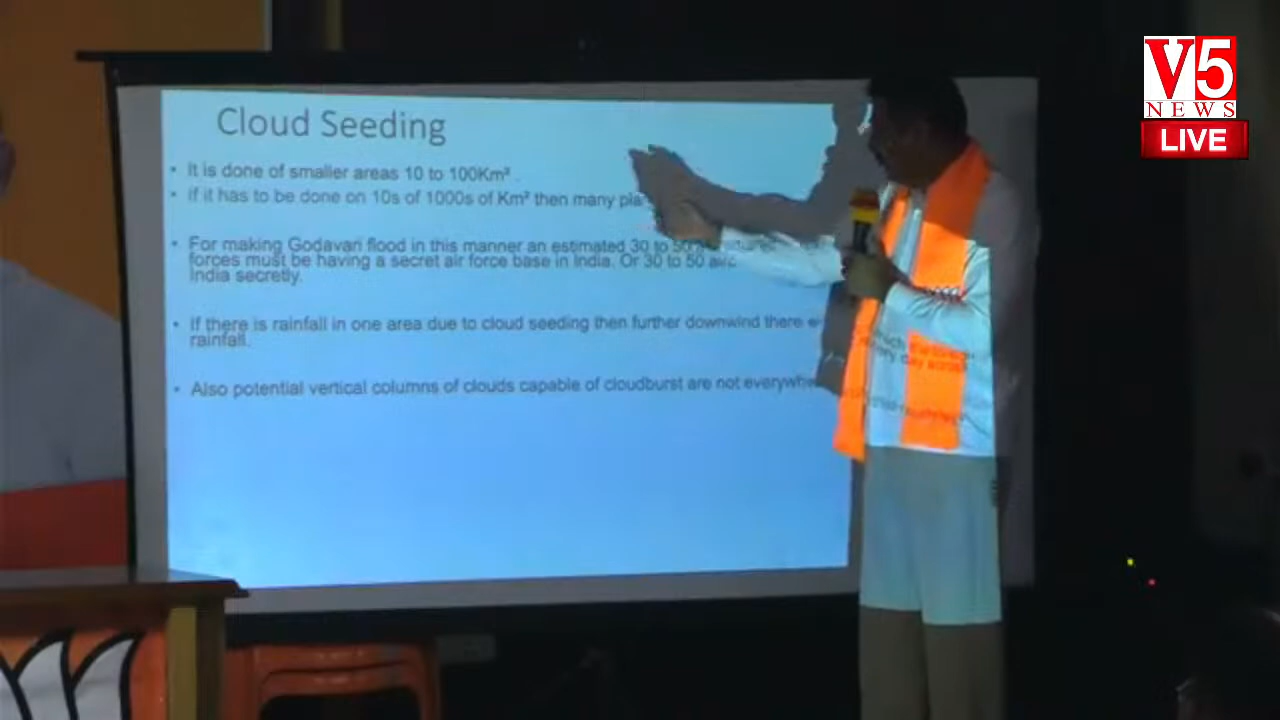 V5
NEWS
LIVE
Cloud Seeding
• It is done of smaller areas 10 to 100Km².
• If it has to be done on 10s of 1000s of Km² then many
• For making Godavari flood in this manner an estimated 30 to 50
forces must be having a secret air force base in India. Or 30 to 50
India secretly.
• If there is rainfall in one area due to cloud seeding then further downwind there
rainfall.
• Also potential vertical columns of clouds capable of cloudburst are not